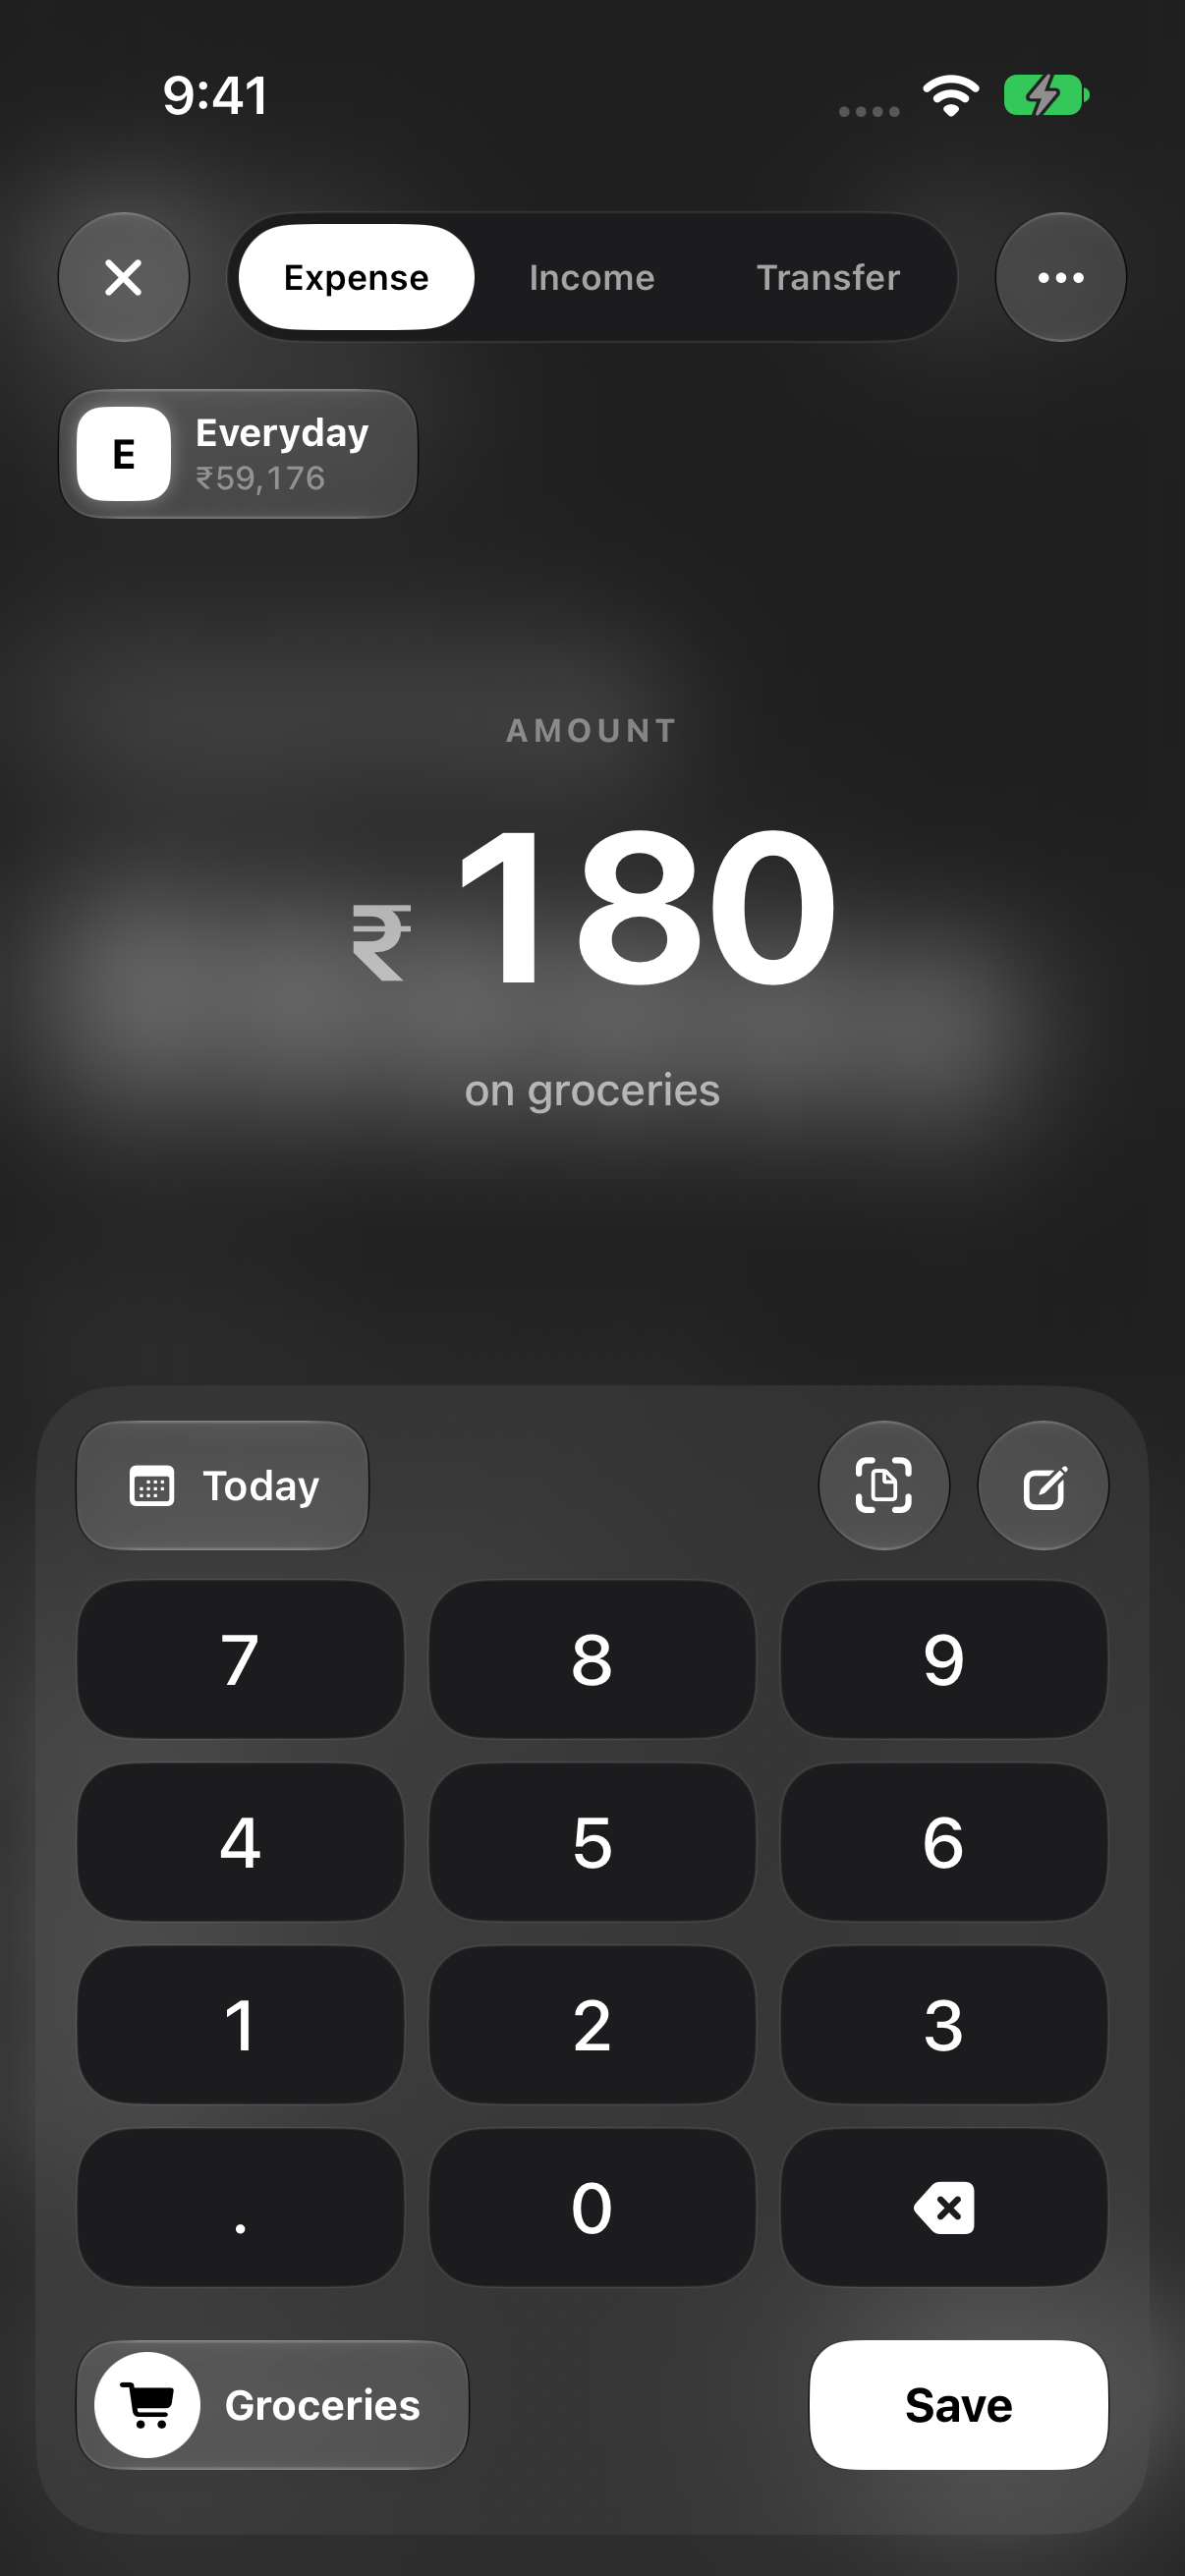 9:41
Expense Income Transfer
E
Everyday
₹59,176
AMOUNT
₹ 180
on groceries
Today
7 8 9
4 5 6
1 2 3
. 0
Groceries
Save